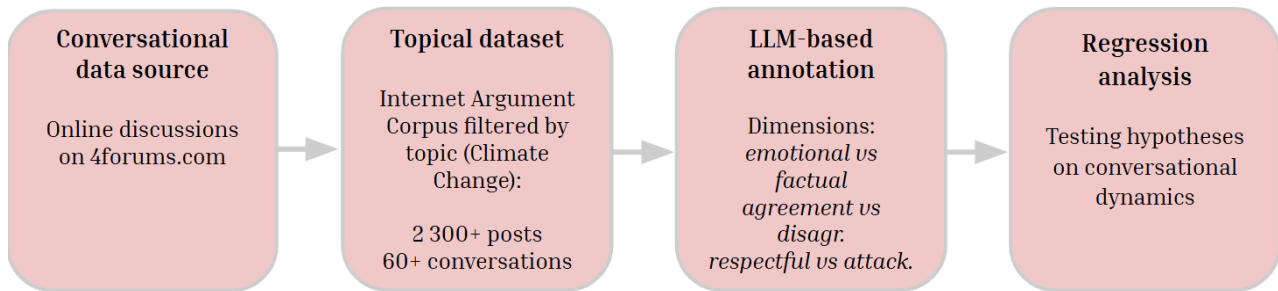 Conversational
data source
Online discussions
on 4forums.com
Topical dataset
Internet Argument
Corpus filtered by
topic (Climate
Change):
2 300+ posts
60+ conversations
LLM-based
annotation
Dimensions:
emotional vs
factual
agreement vs
disagr.
respectful vs attack.
Regression
analysis
Testing hypotheses
on conversational
dynamics